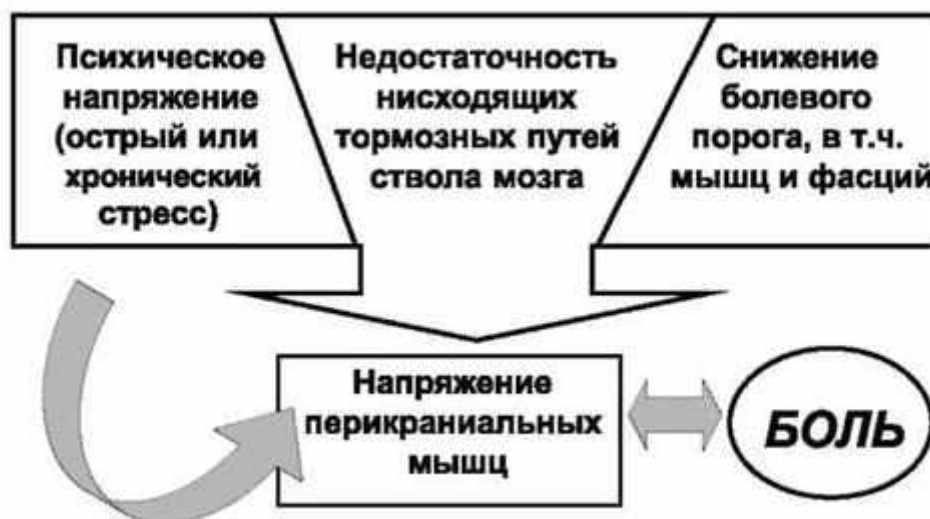 Психическое
напряжение
(острый или
хронический
стресс)
Недостаточность
нисходящих
тормозных путей
ствола мозга
Снижение
болевого
порога, в т.ч.
мышц и фасций
Напряжение
перикраниальных
мышц
БОЛЬ